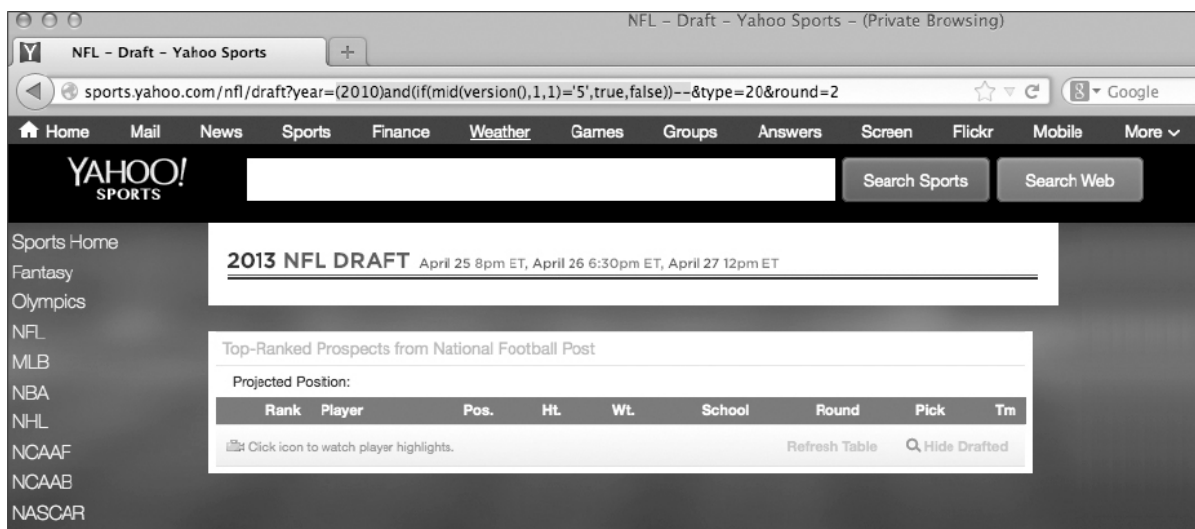 NFL – Draft – Yahoo Sports – (Private Browsing)
Y NFL – Draft – Yahoo Sports +
sports.yahoo.com/nfl/draft?year=(2010)and(if(mid(version(),1,1)='5',true,false))--&type=20&round=2 8 Google
Home Mail News Sports Finance Weather Games Groups Answers Screen Flickr Mobile More
YAHOO! Search Sports Search Web
SPORTS
Sports Home
Fantasy
Olympics
NFL
MLB
NBA
NHL
NCAAF
NCAAB
NASCAR
2013 NFL DRAFT April 25 8pm ET, April 26 6:30pm ET, April 27 12pm ET
Top-Ranked Prospects from National Football Post
Projected Position:
Rank Player Pos. Ht. Wt. School Round Pick Tm
Click icon to watch player highlights. Refresh Table Hide Drafted